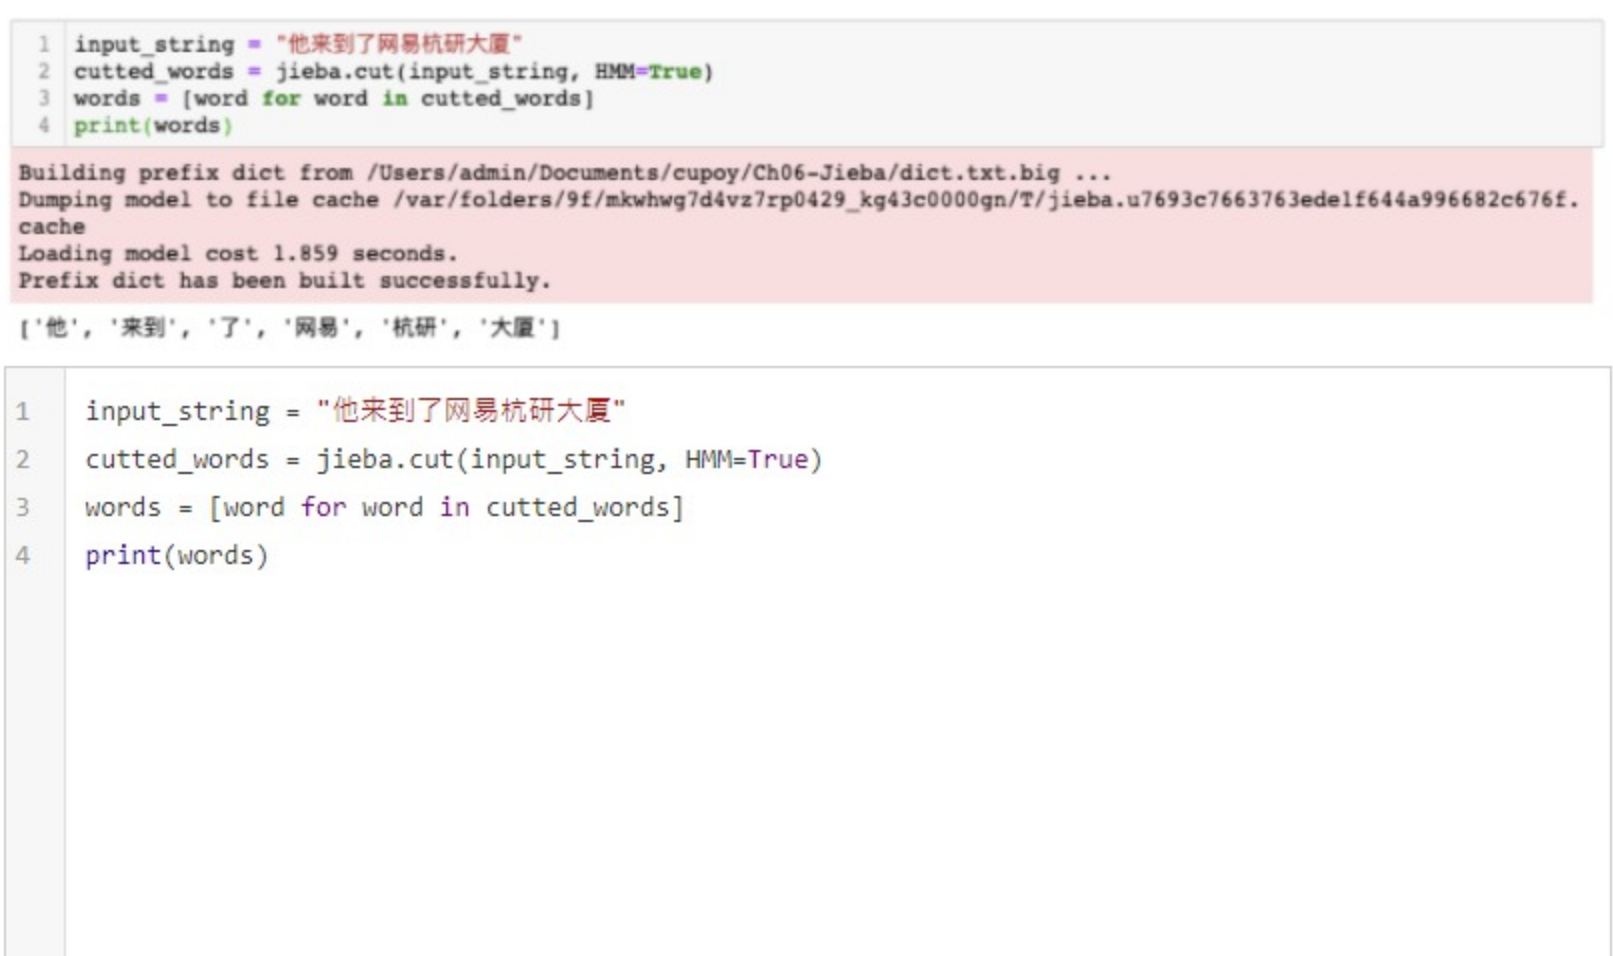 1 input_string = "他来到了网易杭研大厦"
2 cutted_words = jieba.cut(input_string, HMM=True)
3 words = [word for word in cutted_words]
4 print(words)
Building prefix dict from /Users/admin/Documents/cupoy/Ch06-Jieba/dict.txt.big ...
Dumping model to file cache /var/folders/9f/mkwhwg7d4vz7rp0429_kg43c0000gn/T/jieba.u7693c7663763ede1f644a996682c676f.
cache
Loading model cost 1.859 seconds.
Prefix dict has been built successfully.
['他', '来到', '了', '网易', '杭研', '大厦']
1 input_string = "他来到了网易杭研大厦"
2 cutted_words = jieba.cut(input_string, HMM=True)
3 words = [word for word in cutted_words]
4 print(words)